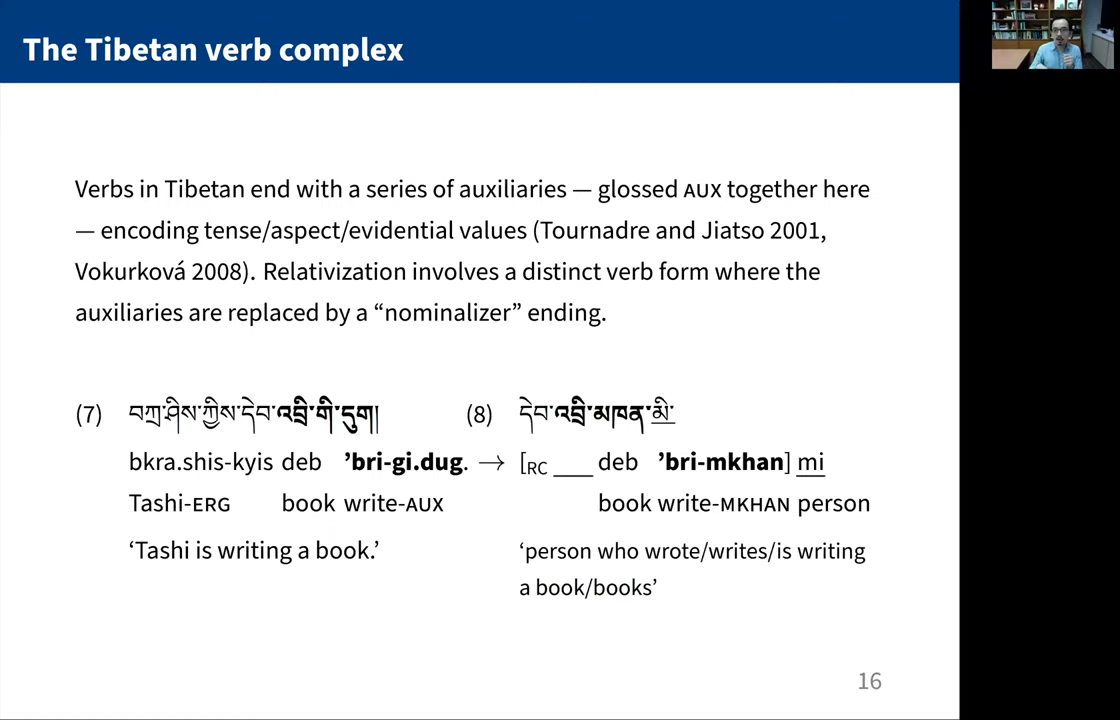 The Tibetan verb complex
Verbs in Tibetan end with a series of auxiliaries — glossed AUX together here
— encoding tense/aspect/evidential values (Tournadre and Jiatso 2001,
Vokurková 2008). Relativization involves a distinct verb form where the
auxiliaries are replaced by a “nominalizer” ending.
(7) བཀྲ་ཤིས་ཀྱིས་དེབ་འབྲི་གི་དུག།
bkra.shis-kyis deb ’bri-gi.dug. →
Tashi-ERG book write-AUX
‘Tashi is writing a book.’
(8) དེབ་འབྲི་མཁན་མི་
[RC ___ deb ’bri-mkhan] mi
book write-MKHAN person
‘person who wrote/writes/is writing
a book/books’
16